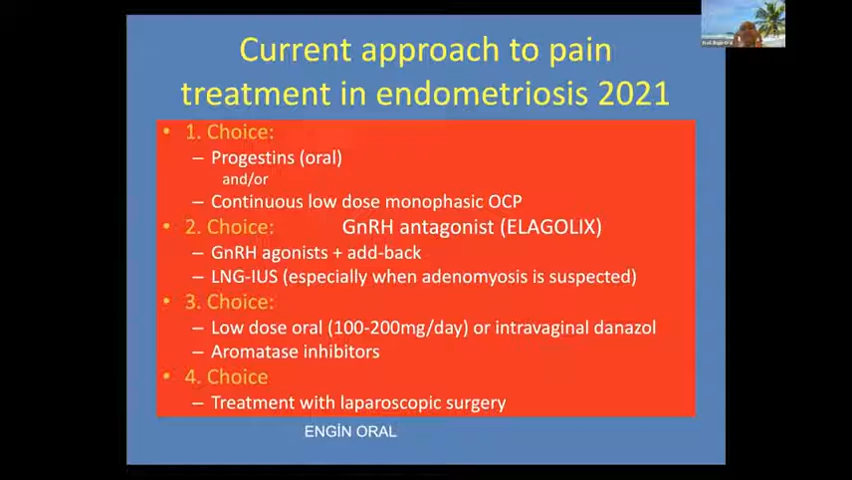 Current approach to pain
treatment in endometriosis 2021
• 1. Choice:
– Progestins (oral)
and/or
– Continuous low dose monophasic OCP
• 2. Choice: GnRH antagonist (ELAGOLIX)
– GnRH agonists + add-back
– LNG-IUS (especially when adenomyosis is suspected)
• 3. Choice:
– Low dose oral (100-200mg/day) or intravaginal danazol
– Aromatase inhibitors
• 4. Choice
– Treatment with laparoscopic surgery
ENGİN ORAL